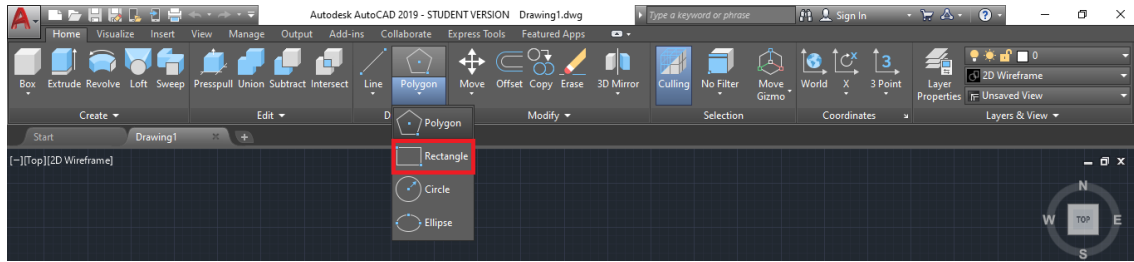 Autodesk AutoCAD 2019 - STUDENT VERSION Drawing1.dwg Type a keyword or phrase Sign In
Home Visualize Insert View Manage Output Add-ins Collaborate Express Tools Featured Apps
Box Extrude Revolve Loft Sweep Presspull Union Subtract Intersect Line Polygon Move Offset Copy Erase 3D Mirror Culling No Filter Move Gizmo World X 3 Point Layer Properties 0
2D Wireframe
Unsaved View
Create Edit D Modify Selection Coordinates Layers & View
Start Drawing1
Polygon
Rectangle
Circle
Ellipse
[−][Top][2D Wireframe]
N
W TOP E
S